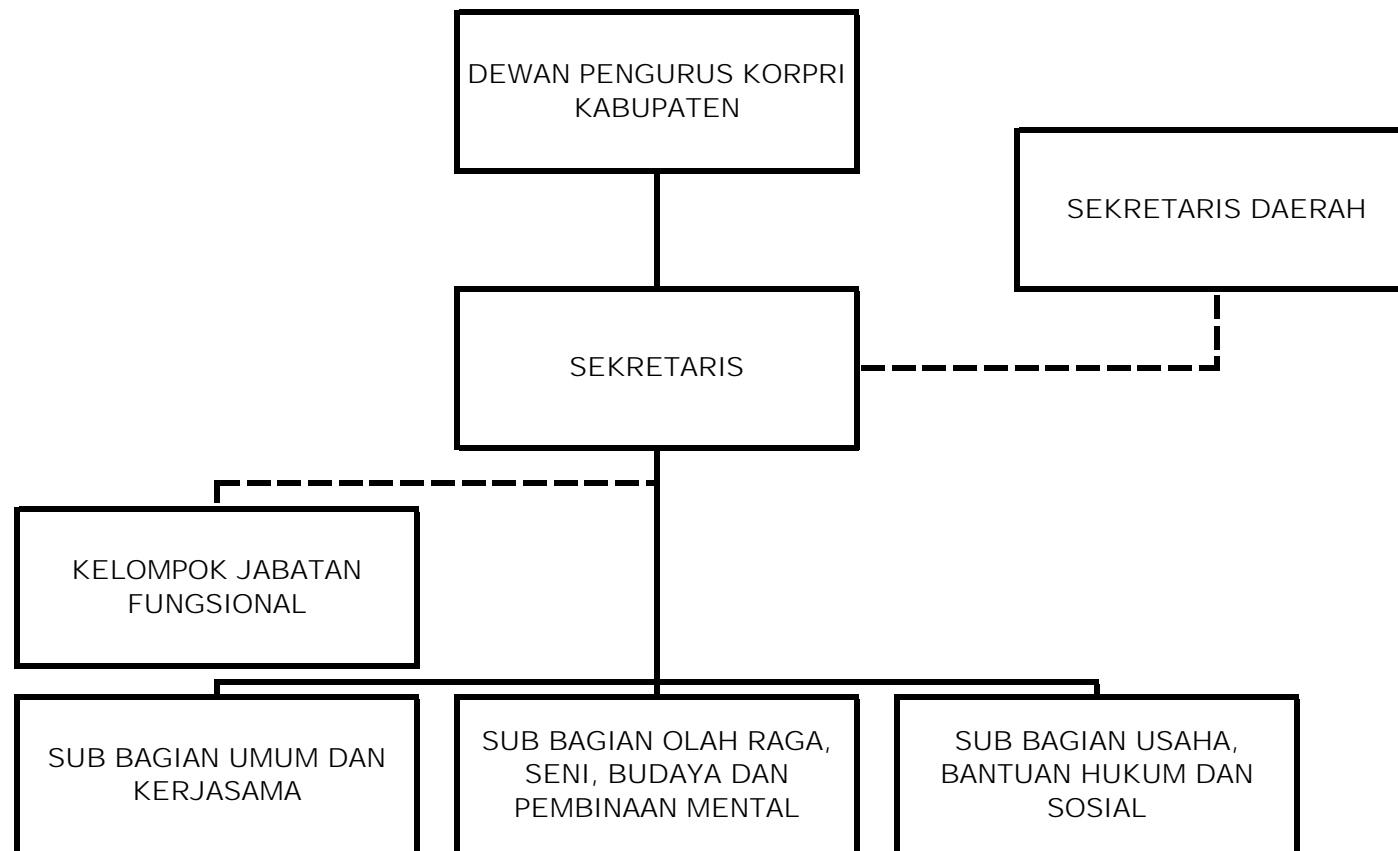 DEWAN PENGURUS KORPRI
KABUPATEN
SEKRETARIS DAERAH
SEKRETARIS
KELOMPOK JABATAN
FUNGSIONAL
SUB BAGIAN UMUM DAN
KERJASAMA
SUB BAGIAN OLAH RAGA,
SENI, BUDAYA DAN
PEMBINAAN MENTAL
SUB BAGIAN USAHA,
BANTUAN HUKUM DAN
SOSIAL